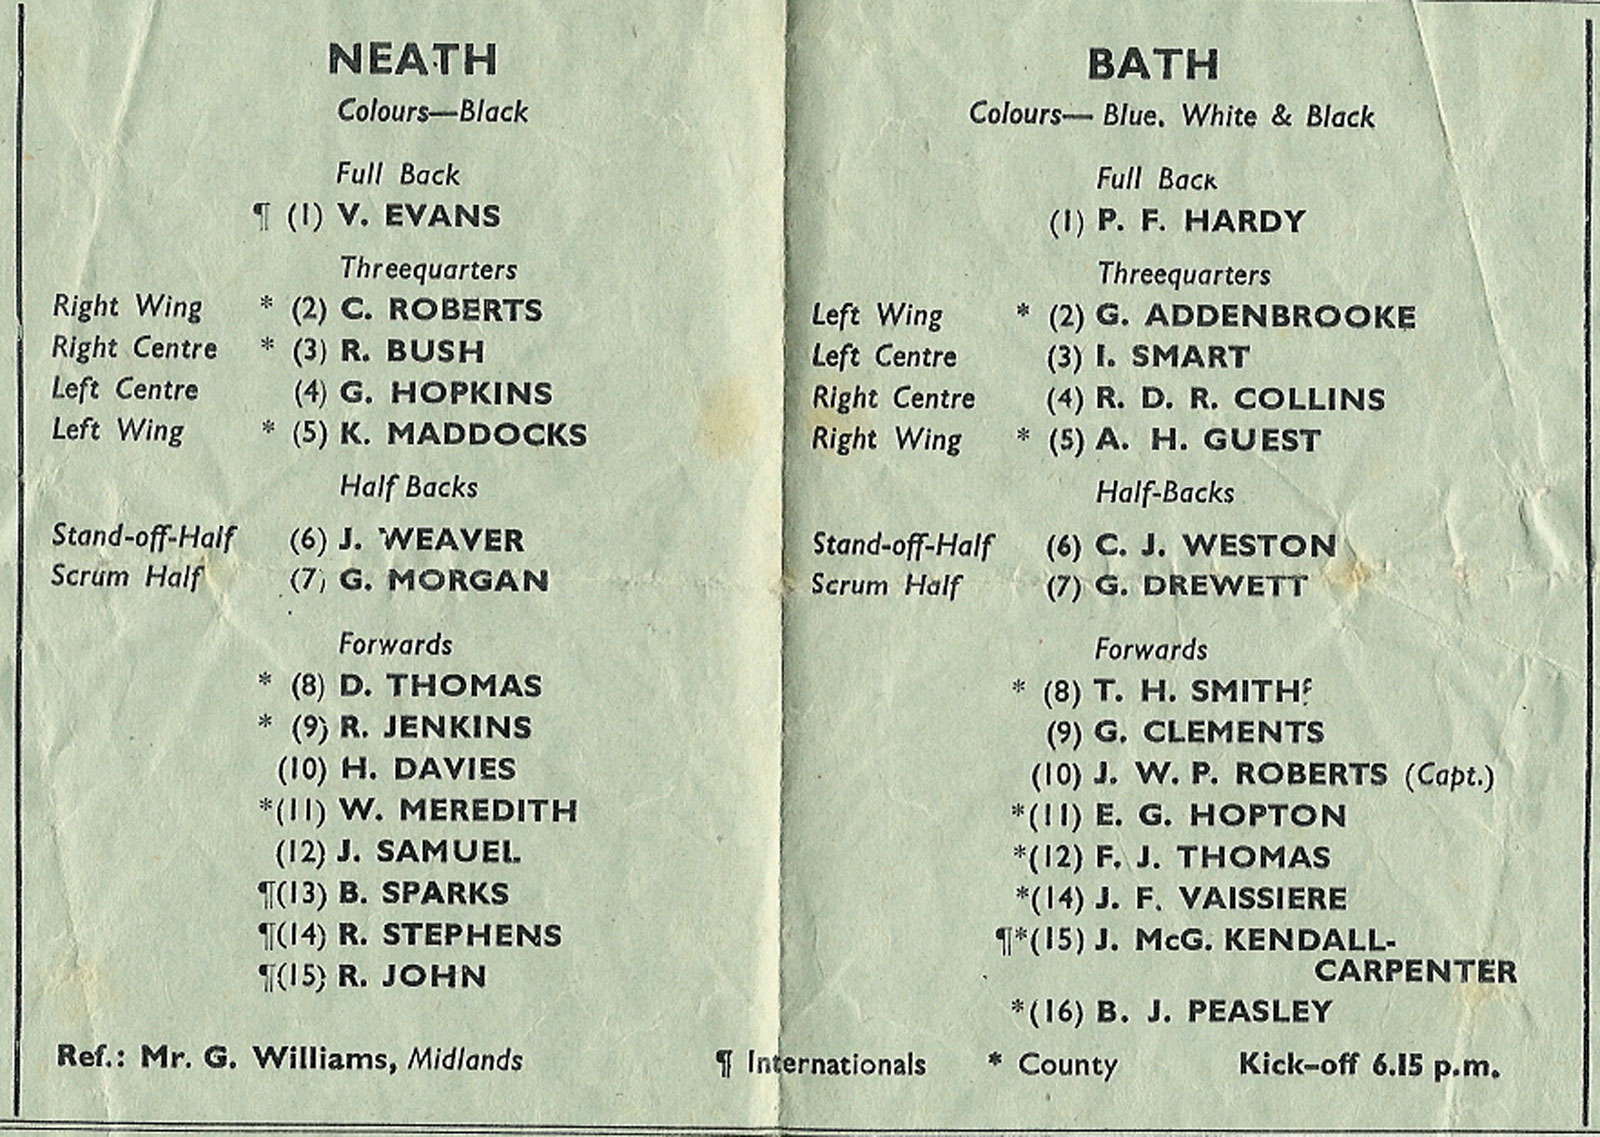 NEATH
Colours—Black
Full Back
¶ (1) V. EVANS
Threequarters
Right Wing * (2) C. ROBERTS
Right Centre * (3) R. BUSH
Left Centre (4) G. HOPKINS
Left Wing * (5) K. MADDOCKS
Half Backs
Stand-off-Half (6) J. WEAVER
Scrum Half (7) G. MORGAN
Forwards
* (8) D. THOMAS
* (9) R. JENKINS
(10) H. DAVIES
*(11) W. MEREDITH
(12) J. SAMUEL
¶(13) B. SPARKS
¶(14) R. STEPHENS
¶(15) R. JOHN
BATH
Colours— Blue. White & Black
Full Back
(1) P. F. HARDY
Threequarters
Left Wing * (2) G. ADDENBROOKE
Left Centre (3) I. SMART
Right Centre (4) R. D. R. COLLINS
Right Wing * (5) A. H. GUEST
Half-Backs
Stand-off-Half (6) C. J. WESTON
Scrum Half (7) G. DREWETT
Forwards
* (8) T. H. SMITH
(9) G. CLEMENTS
(10) J. W. P. ROBERTS (Capt.)
*(11) E. G. HOPTON
*(12) F. J. THOMAS
*(14) J. F. VAISSIERE
¶*(15) J. McG. KENDALL-
CARPENTER
*(16) B. J. PEASLEY
Ref.: Mr. G. Williams, Midlands ¶ Internationals * County Kick-off 6.15 p.m.